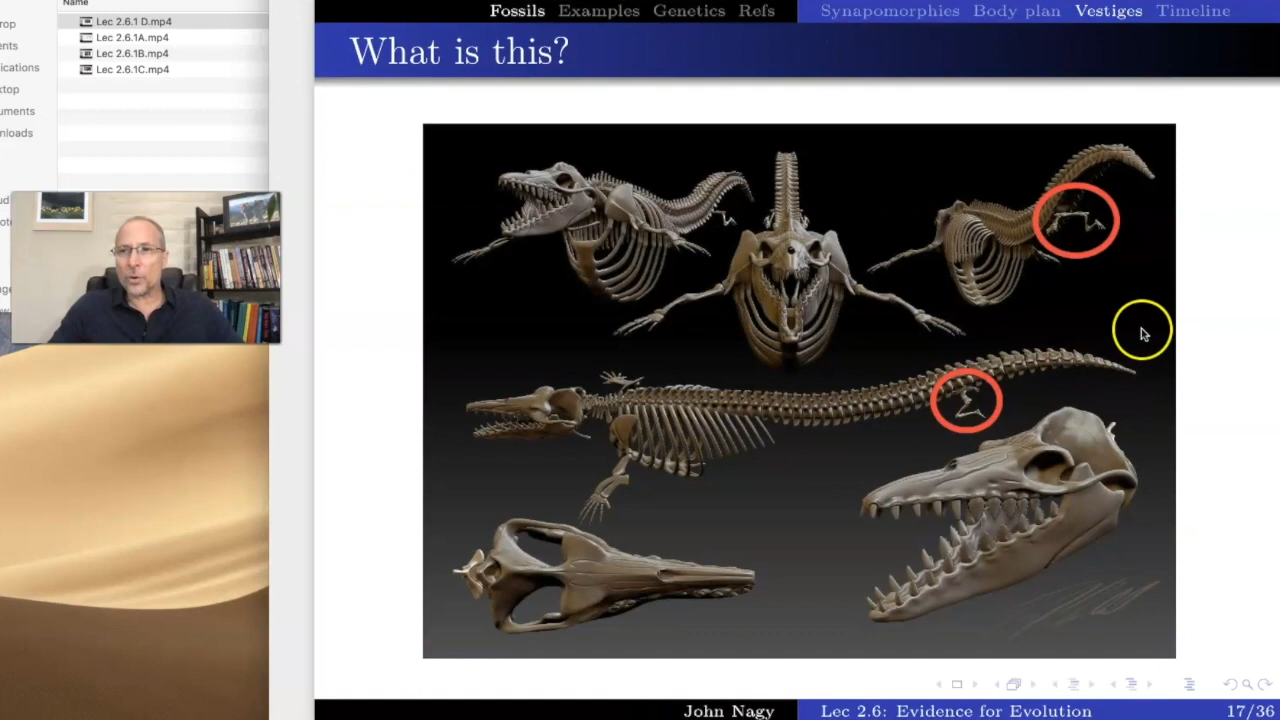 Name
Lec 2.6.1 D.mp4
Lec 2.6.1A.mp4
Lec 2.6.1B.mp4
Lec 2.6.1C.mp4
Fossils Examples Genetics Refs Synapomorphies Body plan Vestiges Timeline
What is this?
John Nagy Lec 2.6: Evidence for Evolution 17/36